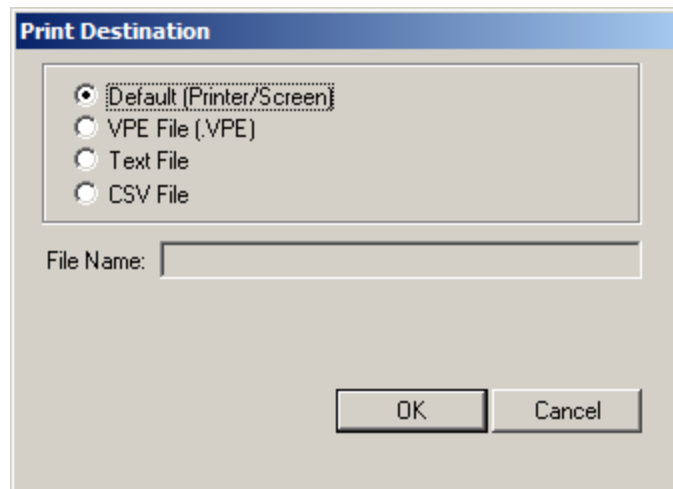 Print Destination
Default (Printer/Screen)
VPE File (.VPE)
Text File
CSV File
File Name:
OK
Cancel